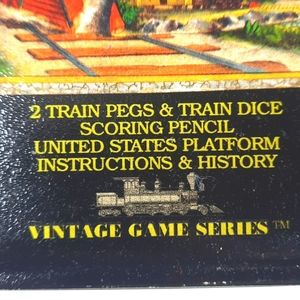 2 TRAIN PEGS & TRAIN DICE
SCORING PENCIL
UNITED STATES PLATFORM
INSTRUCTIONS & HISTORY
VINTAGE GAME SERIES™